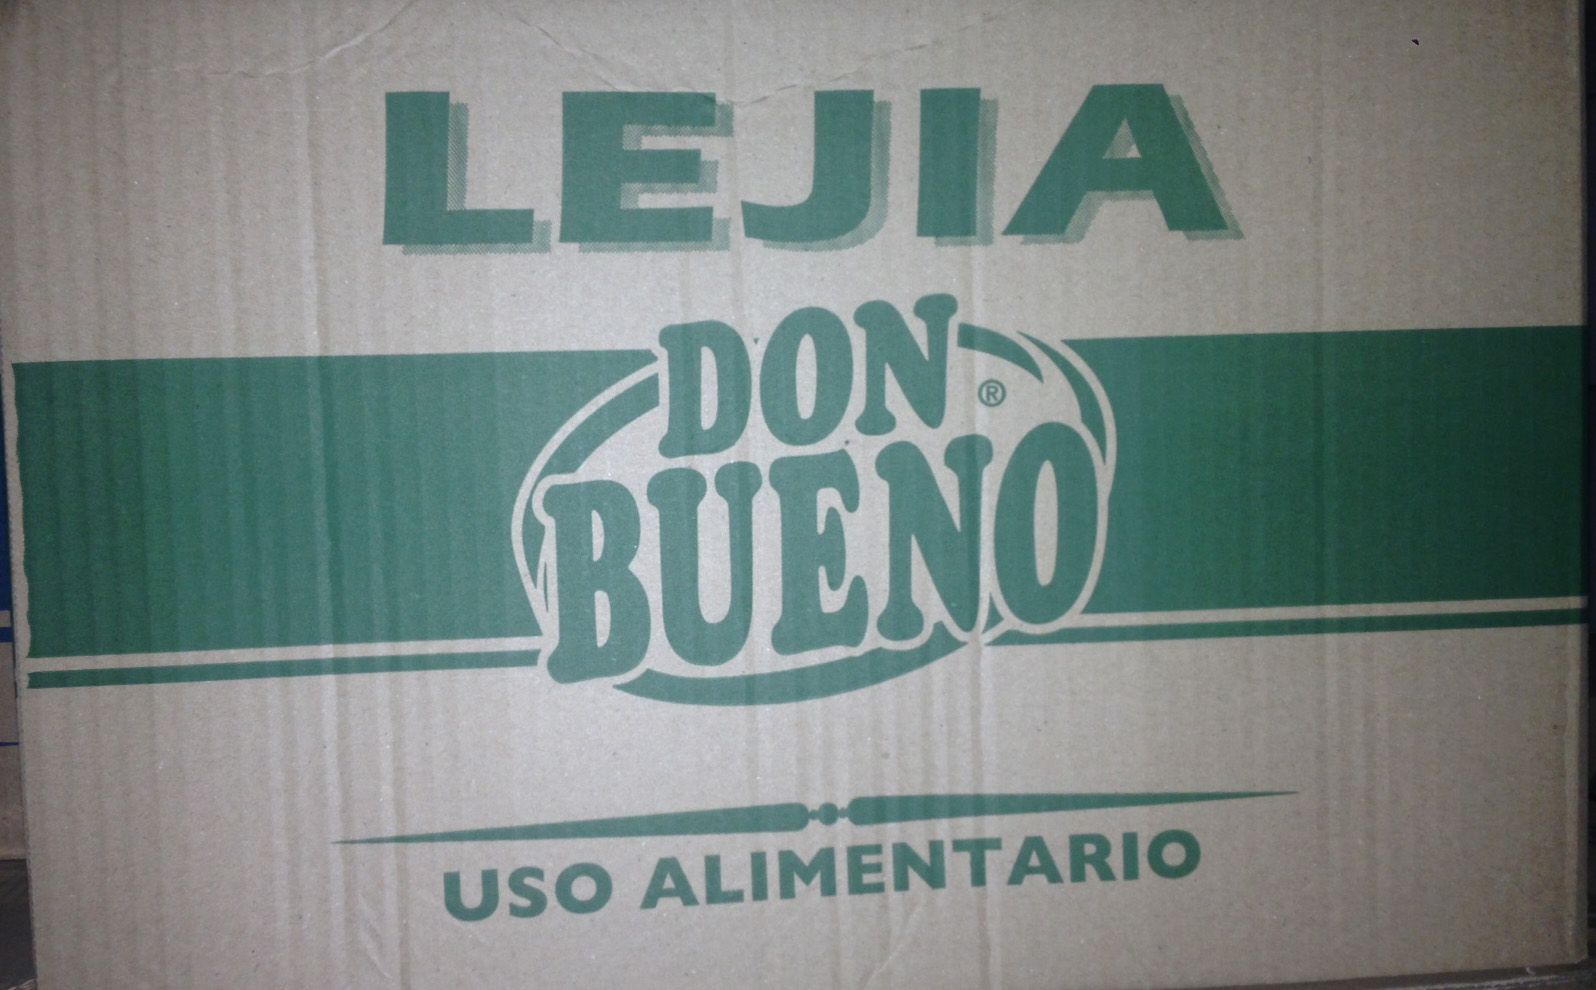 LEJIA
DON
BUENO ®
USO ALIMENTARIO